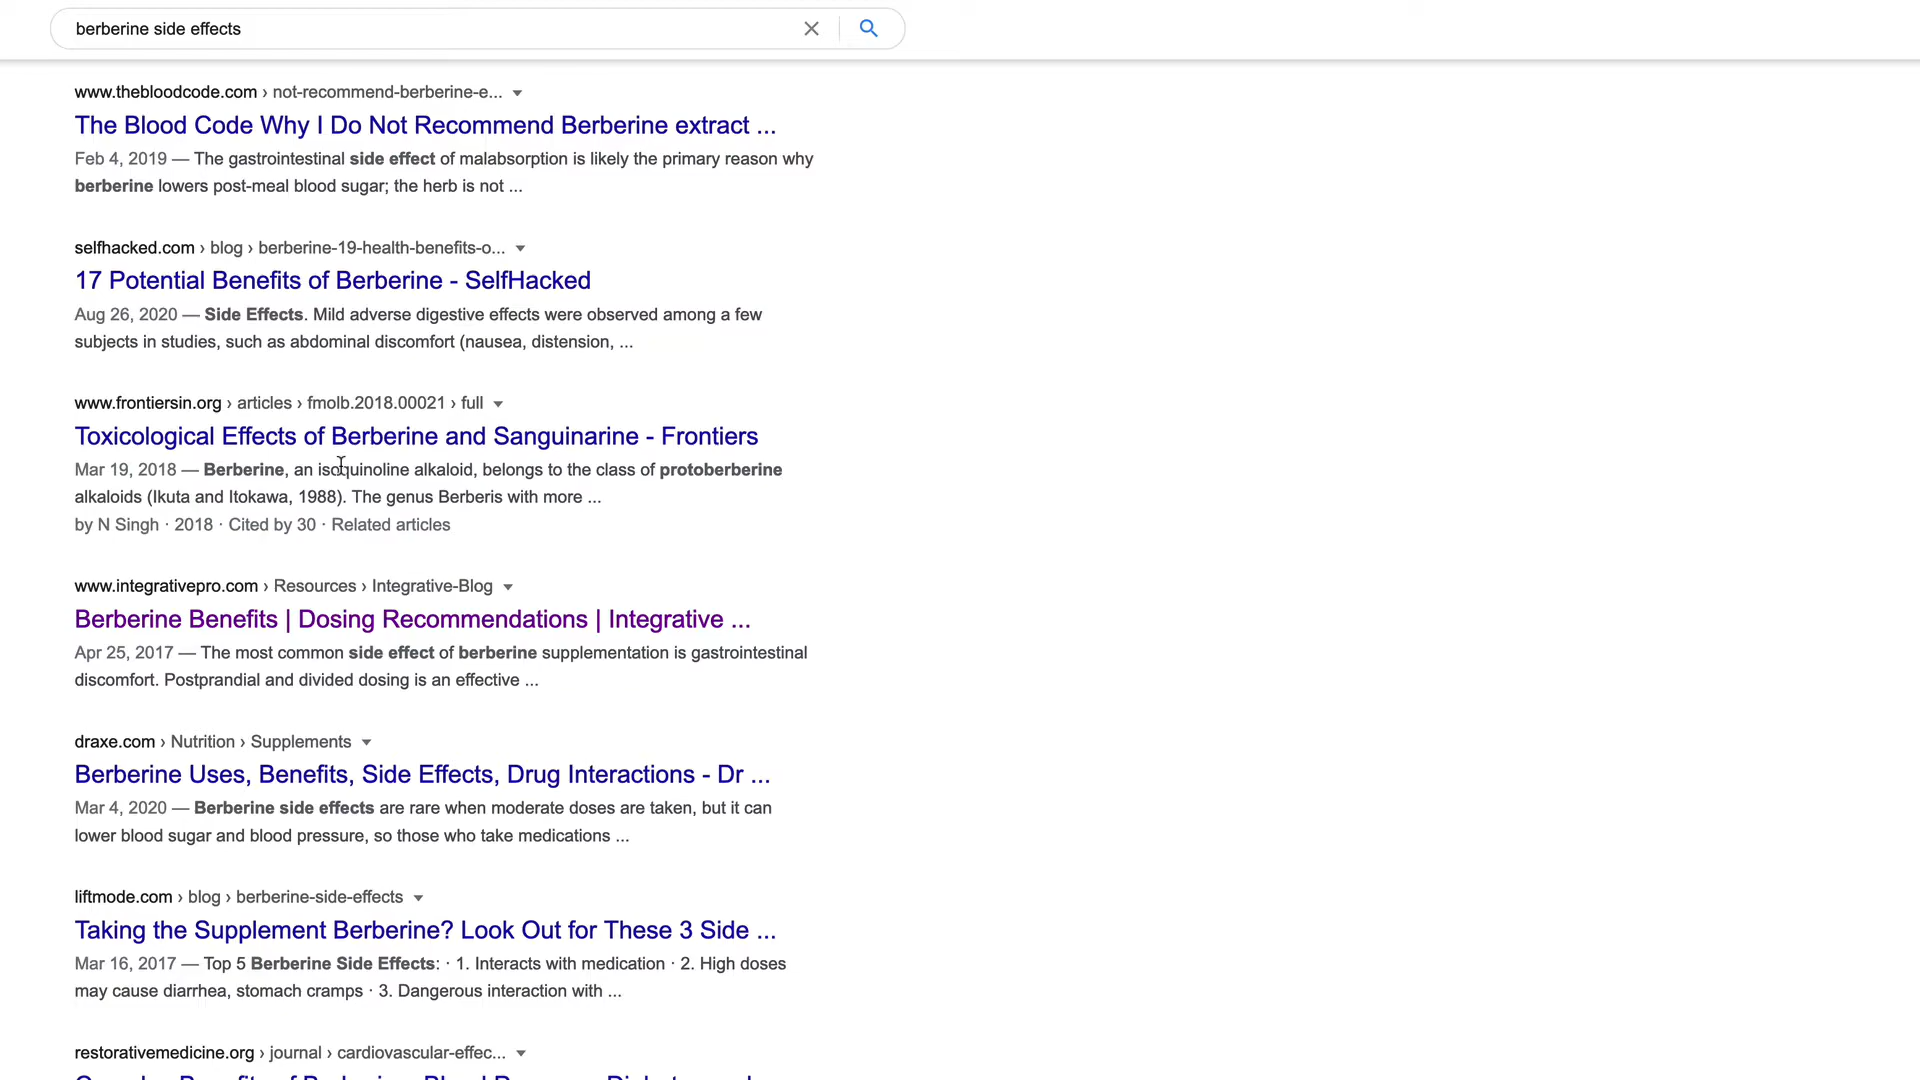 berberine side effects
www.thebloodcode.com › not-recommend-berberine-e...
The Blood Code Why I Do Not Recommend Berberine extract ...
Feb 4, 2019 — The gastrointestinal side effect of malabsorption is likely the primary reason why
berberine lowers post-meal blood sugar; the herb is not ...
selfhacked.com › blog › berberine-19-health-benefits-o...
17 Potential Benefits of Berberine - SelfHacked
Aug 26, 2020 — Side Effects. Mild adverse digestive effects were observed among a few
subjects in studies, such as abdominal discomfort (nausea, distension, ...
www.frontiersin.org › articles › fmolb.2018.00021 › full
Toxicological Effects of Berberine and Sanguinarine - Frontiers
Mar 19, 2018 — Berberine, an isoquinoline alkaloid, belongs to the class of protoberberine
alkaloids (Ikuta and Itokawa, 1988). The genus Berberis with more ...
by N Singh · 2018 · Cited by 30 · Related articles
www.integrativepro.com › Resources › Integrative-Blog
Berberine Benefits | Dosing Recommendations | Integrative ...
Apr 25, 2017 — The most common side effect of berberine supplementation is gastrointestinal
discomfort. Postprandial and divided dosing is an effective ...
draxe.com › Nutrition › Supplements
Berberine Uses, Benefits, Side Effects, Drug Interactions - Dr ...
Mar 4, 2020 — Berberine side effects are rare when moderate doses are taken, but it can
lower blood sugar and blood pressure, so those who take medications ...
liftmode.com › blog › berberine-side-effects
Taking the Supplement Berberine? Look Out for These 3 Side ...
Mar 16, 2017 — Top 5 Berberine Side Effects: · 1. Interacts with medication · 2. High doses
may cause diarrhea, stomach cramps · 3. Dangerous interaction with ...
restorativemedicine.org › journal › cardiovascular-effec...